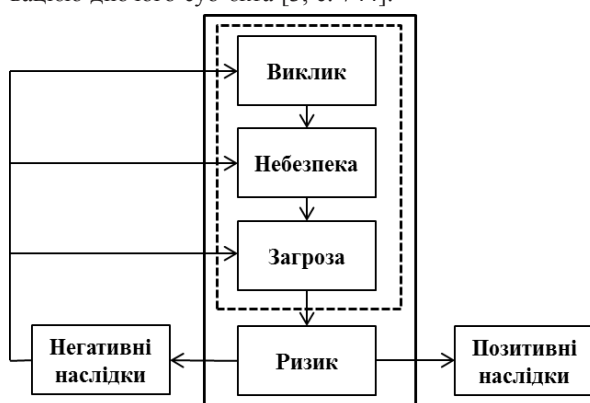 Виклик
Небезпека
Загроза
Негативні
наслідки
Ризик
Позитивні
наслідки